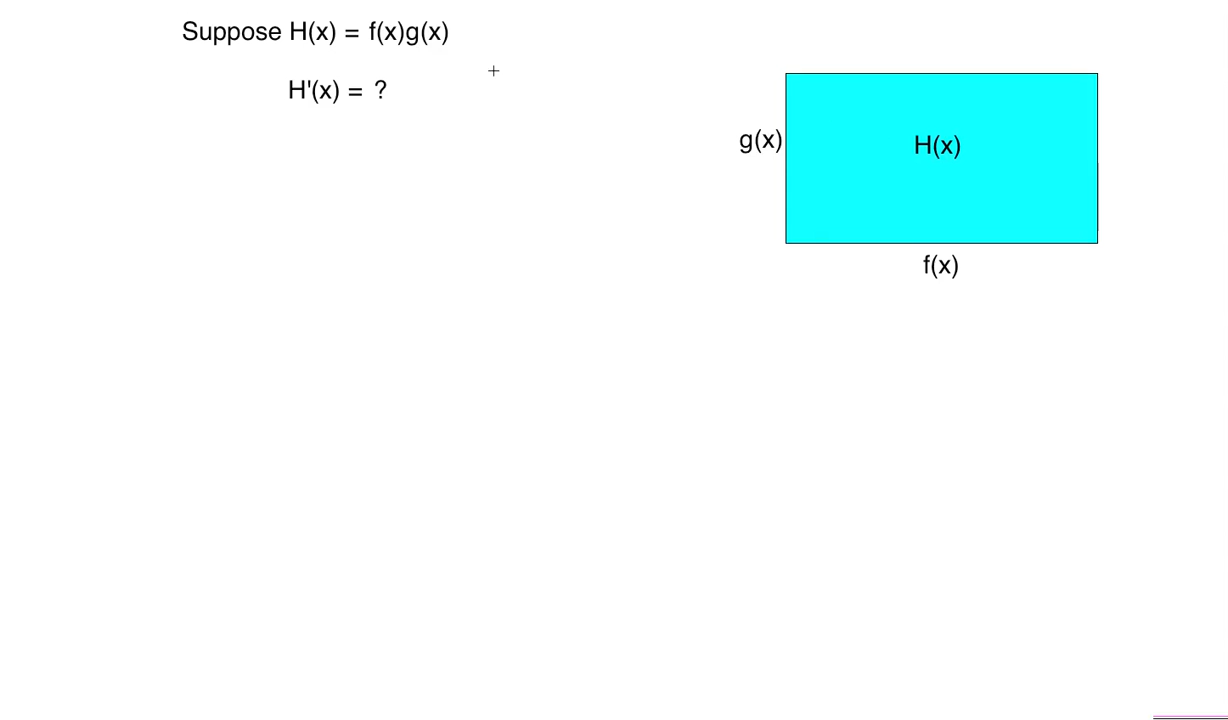 Suppose H(x) = f(x)g(x)
H'(x) = ?
g(x)
H(x)
f(x)